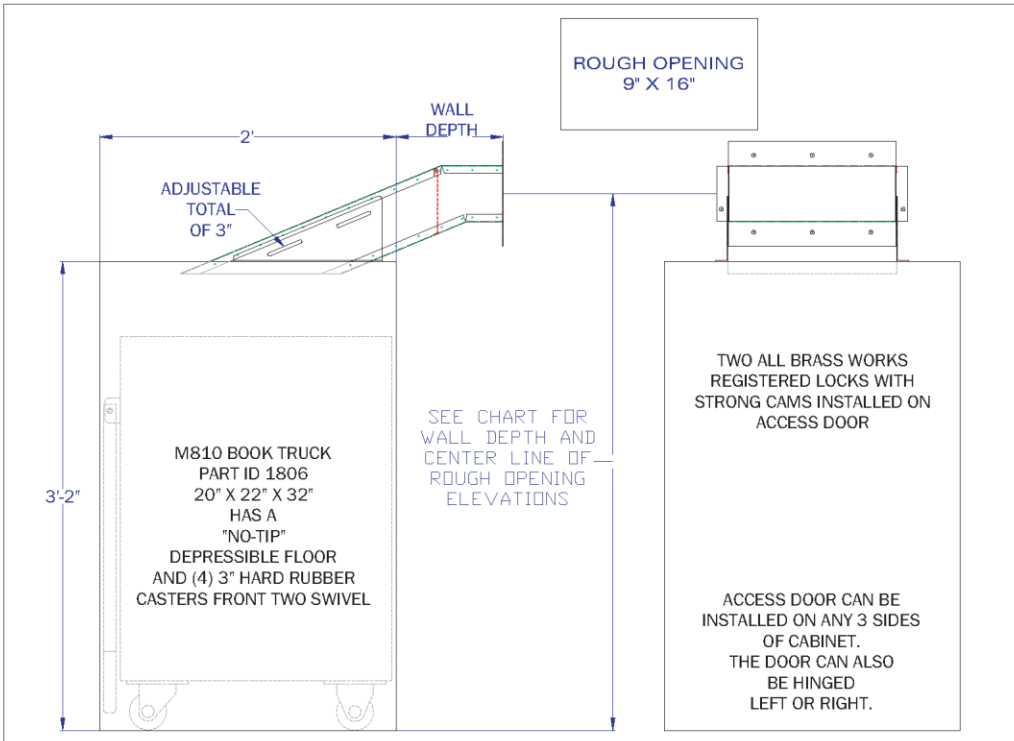 ROUGH OPENING
9" X 16"
WALL
DEPTH
2'
ADJUSTABLE
TOTAL
OF 3"
3'-2"
M810 BOOK TRUCK
PART ID 1806
20" X 22" X 32"
HAS A
"NO-TIP"
DEPRESSIBLE FLOOR
AND (4) 3" HARD RUBBER
CASTERS FRONT TWO SWIVEL
SEE CHART FOR
WALL DEPTH AND
CENTER LINE OF
ROUGH OPENING
ELEVATIONS
TWO ALL BRASS WORKS
REGISTERED LOCKS WITH
STRONG CAMS INSTALLED ON
ACCESS DOOR
ACCESS DOOR CAN BE
INSTALLED ON ANY 3 SIDES
OF CABINET.
THE DOOR CAN ALSO
BE HINGED
LEFT OR RIGHT.